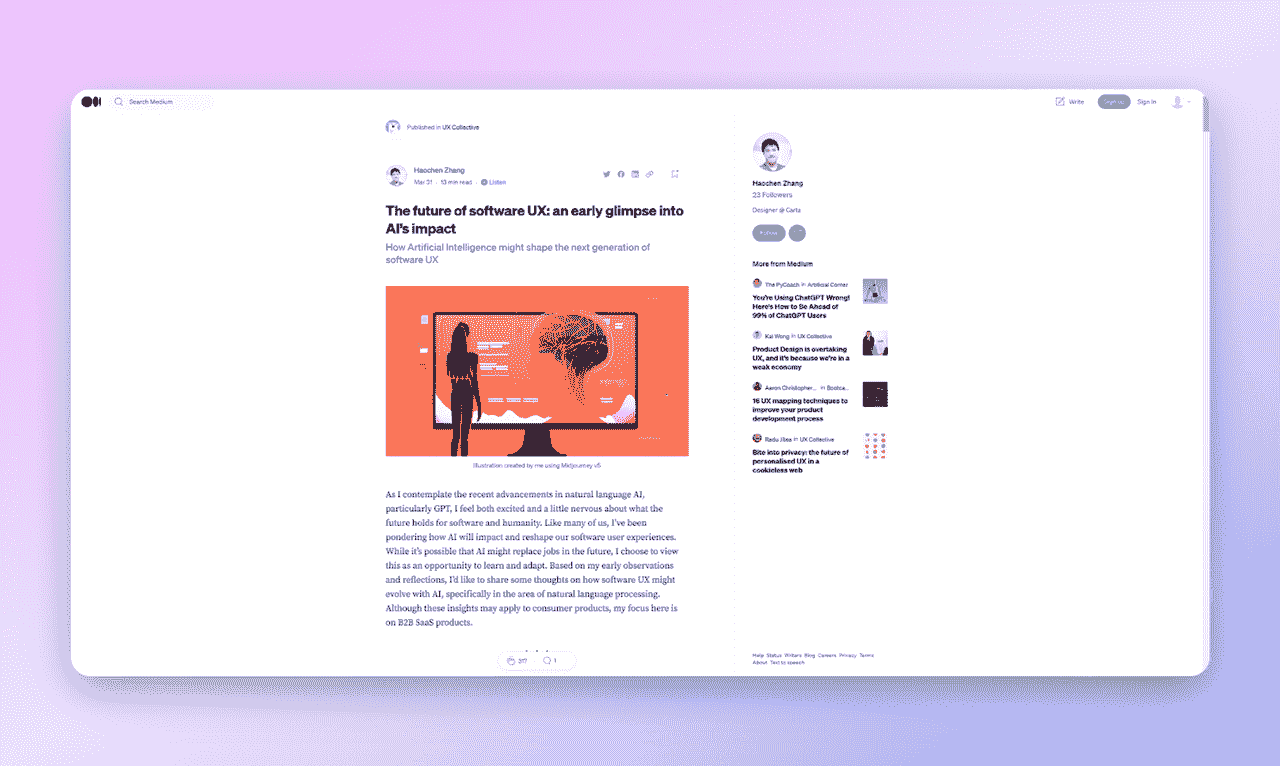 Search Medium
Write
Sign up
Sign In
Published in UX Collective
Haochen Zhang
Mar 31 · 13 min read · Listen
The future of software UX: an early glimpse into
AI's impact
How Artificial Intelligence might shape the next generation of
software UX
Illustration created by me using Midjourney v5
As I contemplate the recent advancements in natural language AI,
particularly GPT, I feel both excited and a little nervous about what the
future holds for software and humanity. Like many of us, I've been
pondering how AI will impact and reshape our software user experiences.
While it's possible that AI might replace jobs in the future, I choose to view
this as an opportunity to learn and adapt. Based on my early observations
and reflections, I'd like to share some thoughts on how software UX might
evolve with AI, specifically in the area of natural language processing.
Although these insights may apply to consumer products, my focus here is
on B2B SaaS products.
317
1
Haochen Zhang
23 Followers
Designer @ Carta
Follow
More from Medium
The PyCoach in Artificial Corner
You're Using ChatGPT Wrong!
Here's How to Be Ahead of
99% of ChatGPT Users
Kai Wong in UX Collective
Product Design is overtaking
UX, and it's because we're in a
weak economy
Aaron Christopher... in Bootca...
16 UX mapping techniques to
improve your product
development process
Radu Jitea in UX Collective
Bite into privacy: the future of
personalised UX in a
cookieless web
Help Status Writers Blog Careers Privacy Terms
About Text to speech